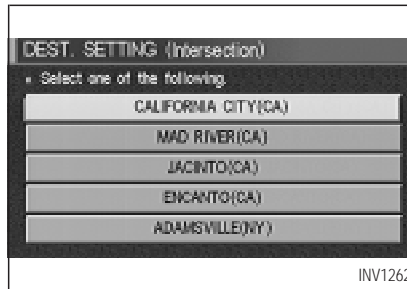 DEST. SETTING (Intersection)
▪ Select one of the following.
CALIFORNIA CITY(CA)
MAD RIVER(CA)
JACINTO(CA)
ENCANTO(CA)
ADAMSVILLE(NY)
INV1262